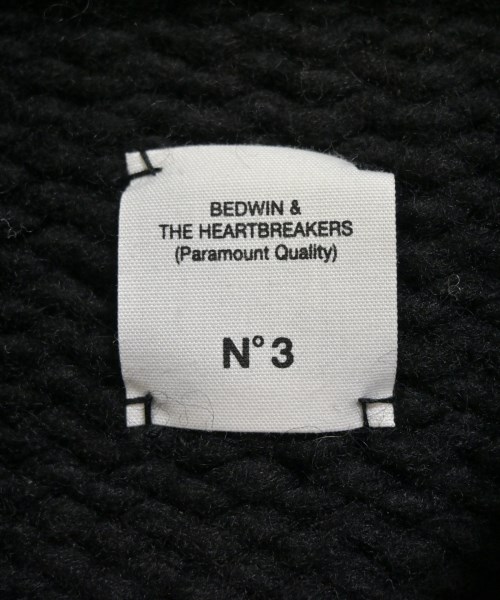 BEDWIN &
THE HEARTBREAKERS
(Paramount Quality)
N° 3